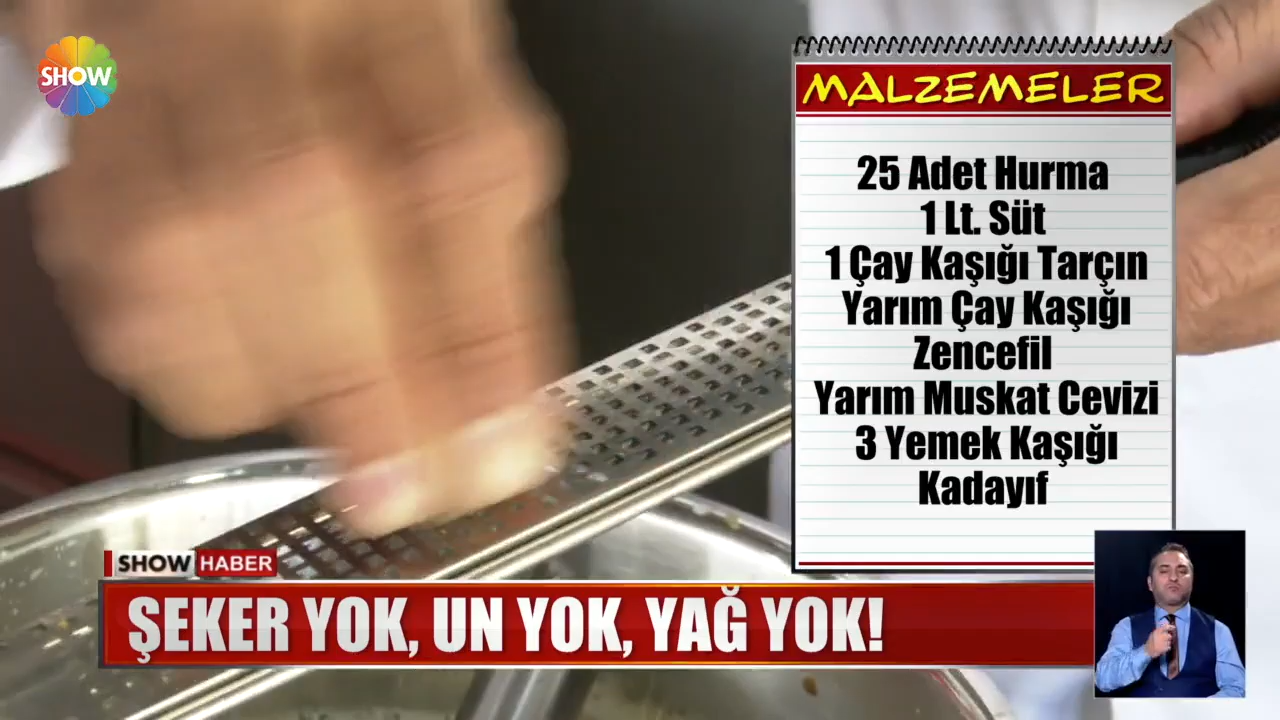 SHOW
MALZEMELER
25 Adet Hurma
1 Lt. Süt
1 Çay Kaşığı Tarçın
Yarım Çay Kaşığı
Zencefil
Yarım Muskat Cevizi
3 Yemek Kaşığı
Kadayıf
SHOW HABER
ŞEKER YOK, UN YOK, YAĞ YOK!